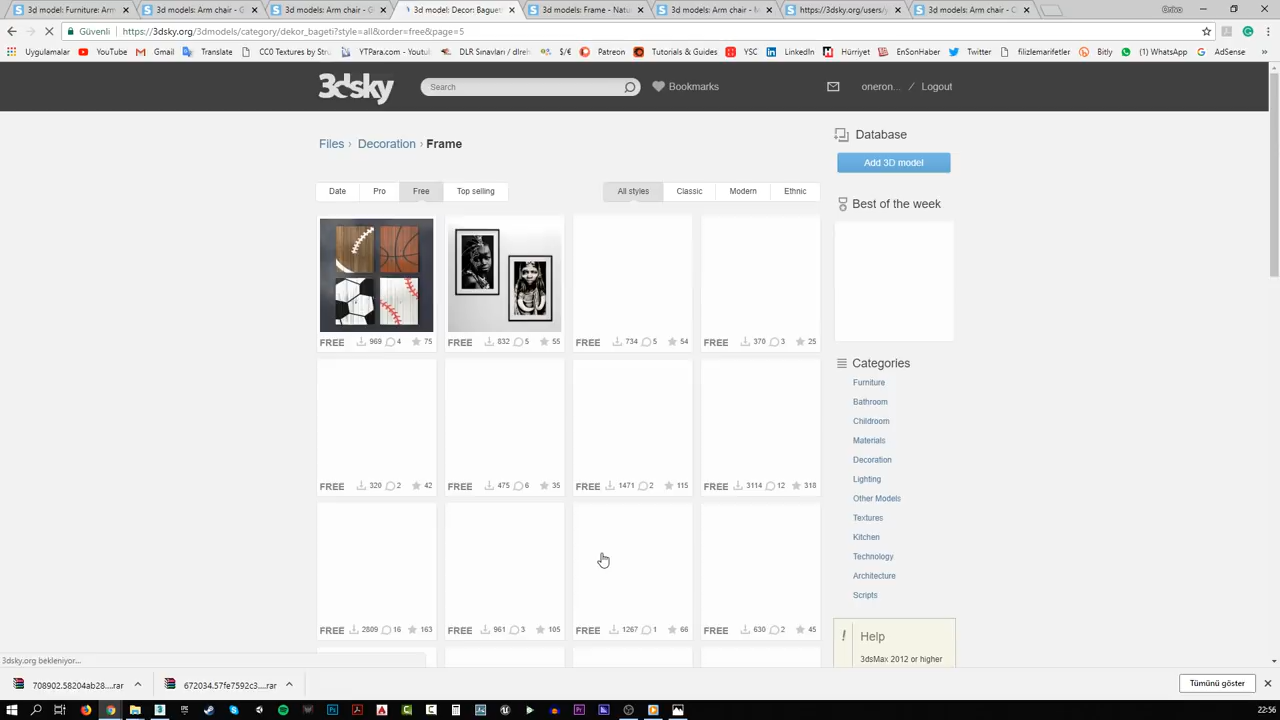 3d model: Furniture: Arm
3d models: Arm chair - G
3d models: Arm chair - G
3d model: Decor: Baguet
3d models: Frame - Natu
3d models: Arm chair - M
https://3dsky.org/users/y
3d models: Arm chair - C
Güvenli
https://3dsky.org/3dmodels/category/dekor_bageti?style=all&order=free&page=5
Uygulamalar
YouTube
Gmail
Translate
CC0 Textures by Stru
YTPara.com - Youtub
DLR Sınavları / dlreh
$/€
Patreon
Tutorials & Guides
YSC
LinkedIn
Hürriyet
EnSonHaber
Twitter
filizlemarifetler
Bitly
(1) WhatsApp
AdSense
3dsky
Search
Bookmarks
oneron... / Logout
Files › Decoration › Frame
Date
Pro
Free
Top selling
All styles
Classic
Modern
Ethnic
FREE 969 4 75
FREE 832 5 55
FREE 734 5 54
FREE 370 3 25
FREE 320 2 42
FREE 475 6 35
FREE 1471 2 115
FREE 3114 12 318
FREE 2809 16 163
FREE 961 3 105
FREE 1267 1 66
FREE 630 2 45
Database
Add 3D model
Best of the week
Categories
Furniture
Bathroom
Childroom
Materials
Decoration
Lighting
Other Models
Textures
Kitchen
Technology
Architecture
Scripts
Help
3dsMax 2012 or higher
3dsky.org bekleniyor...
708902.58204ab28....rar
672034.57fe7592c3....rar
Tümünü göster
22:56